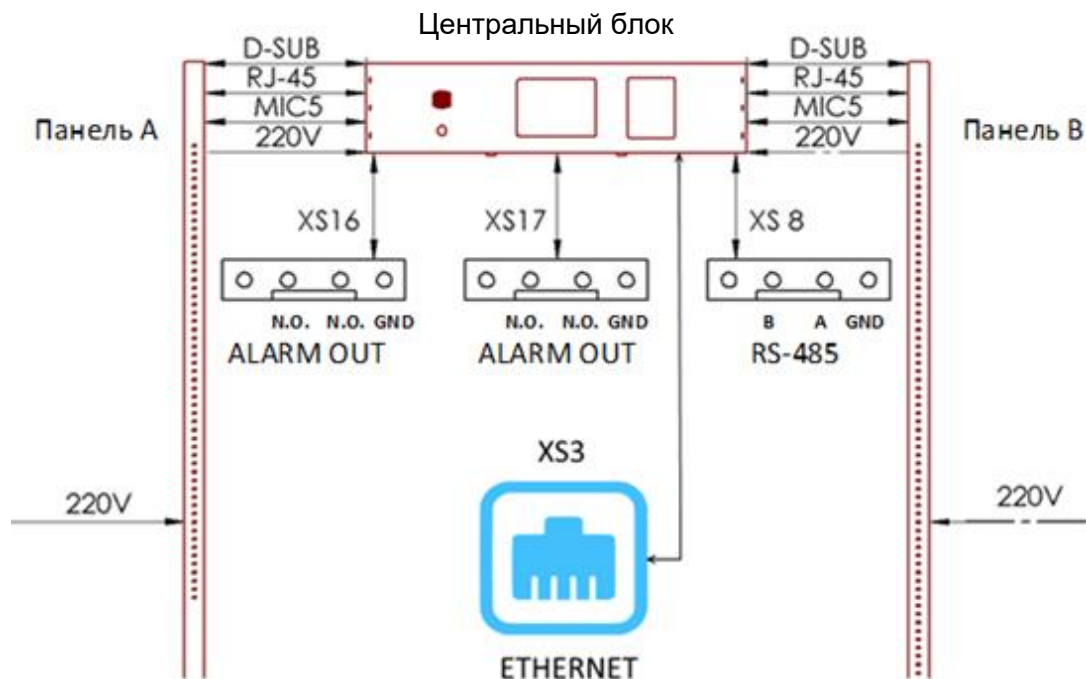 Центральный блок
D-SUB D-SUB
RJ-45 RJ-45
MIC5 MIC5
Панель А 220V 220V Панель В
XS16 XS17 XS 8
N.O. N.O. GND N.O. N.O. GND B A GND
ALARM OUT ALARM OUT RS-485
XS3
220V 220V
ETHERNET